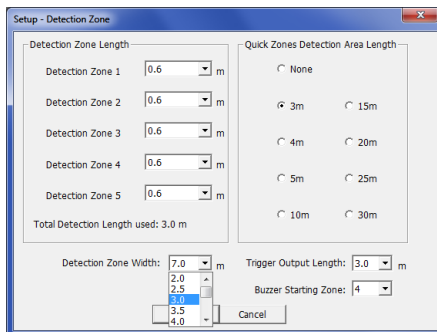 Setup - Detection Zone
x
Detection Zone Length
Detection Zone 1 0.6 m
Detection Zone 2 0.6 m
Detection Zone 3 0.6 m
Detection Zone 4 0.6 m
Detection Zone 5 0.6 m
Total Detection Length used: 3.0 m
Quick Zones Detection Area Length
None
3m 15m
4m 20m
5m 25m
10m 30m
Detection Zone Width: 7.0 m
2.0
2.5
3.0
3.5
4.0
Trigger Output Length: 3.0 m
Buzzer Starting Zone: 4
Cancel